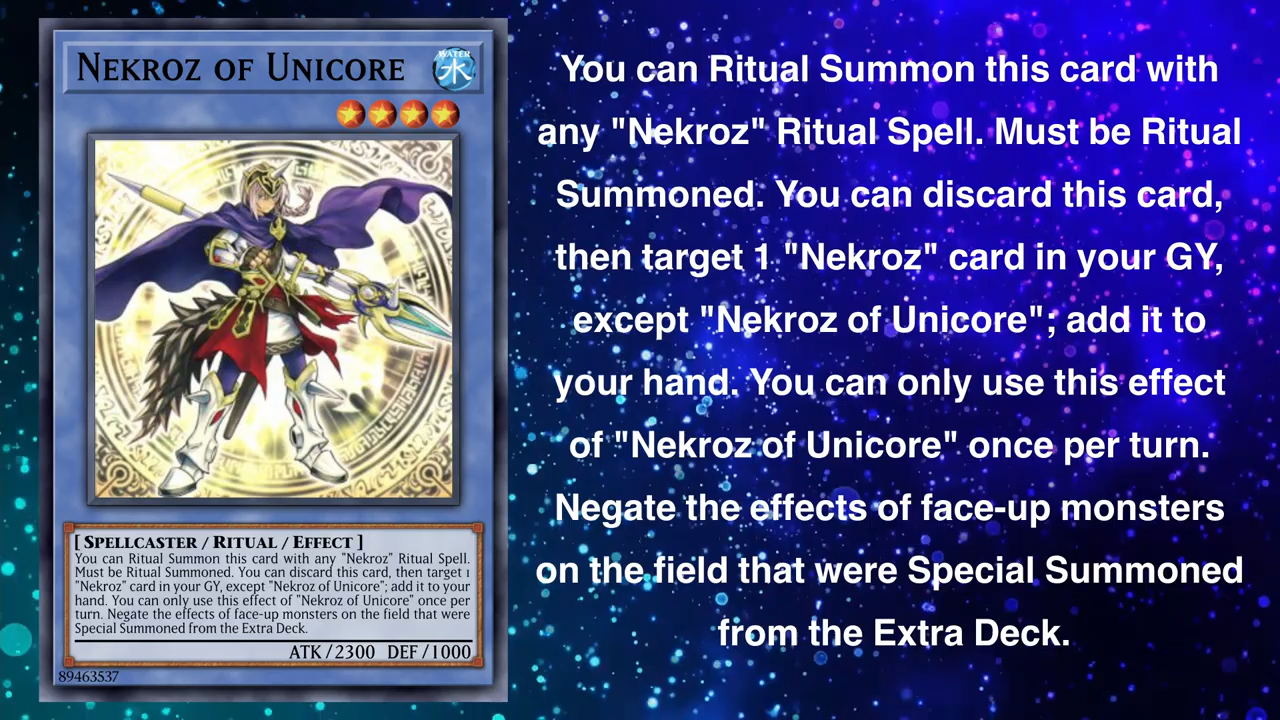 NEKROZ OF UNICORE
WATER
水
[ SPELLCASTER / RITUAL / EFFECT ]
You can Ritual Summon this card with any "Nekroz" Ritual Spell.
Must be Ritual Summoned. You can discard this card, then target 1
"Nekroz" card in your GY, except "Nekroz of Unicore"; add it to your
hand. You can only use this effect of "Nekroz of Unicore" once per
turn. Negate the effects of face-up monsters on the field that were
Special Summoned from the Extra Deck.
ATK/2300 DEF/1000
89463537
You can Ritual Summon this card with
any "Nekroz" Ritual Spell. Must be Ritual
Summoned. You can discard this card,
then target 1 "Nekroz" card in your GY,
except "Nekroz of Unicore"; add it to
your hand. You can only use this effect
of "Nekroz of Unicore" once per turn.
Negate the effects of face-up monsters
on the field that were Special Summoned
from the Extra Deck.